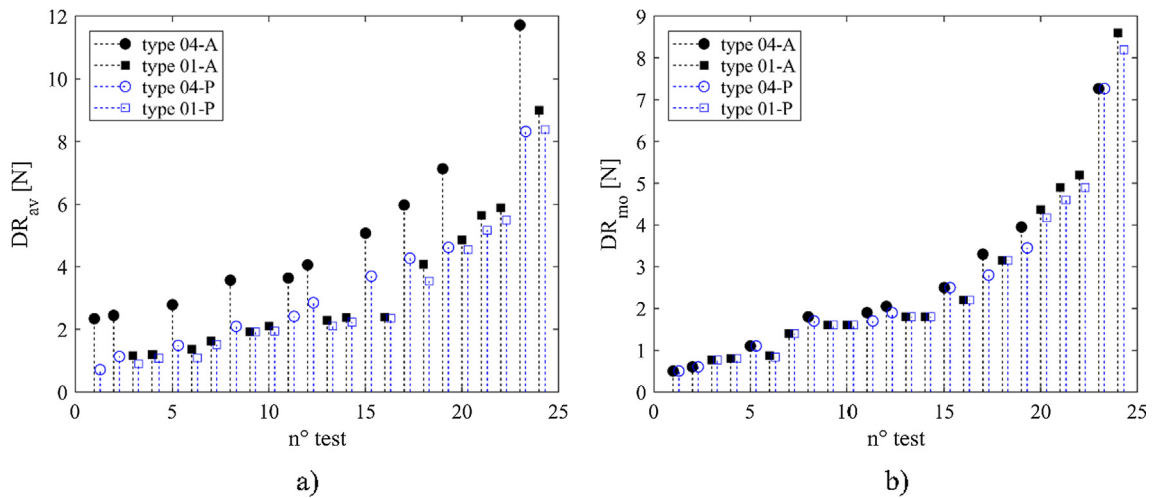 12
10
8
6
4
2
0
DR_av [N]
type 04-A
type 01-A
type 04-P
type 01-P
0 5 10 15 20 25
n° test
a)
9
8
7
6
5
4
3
2
1
0
DR_mo [N]
type 04-A
type 01-A
type 04-P
type 01-P
0 5 10 15 20 25
n° test
b)